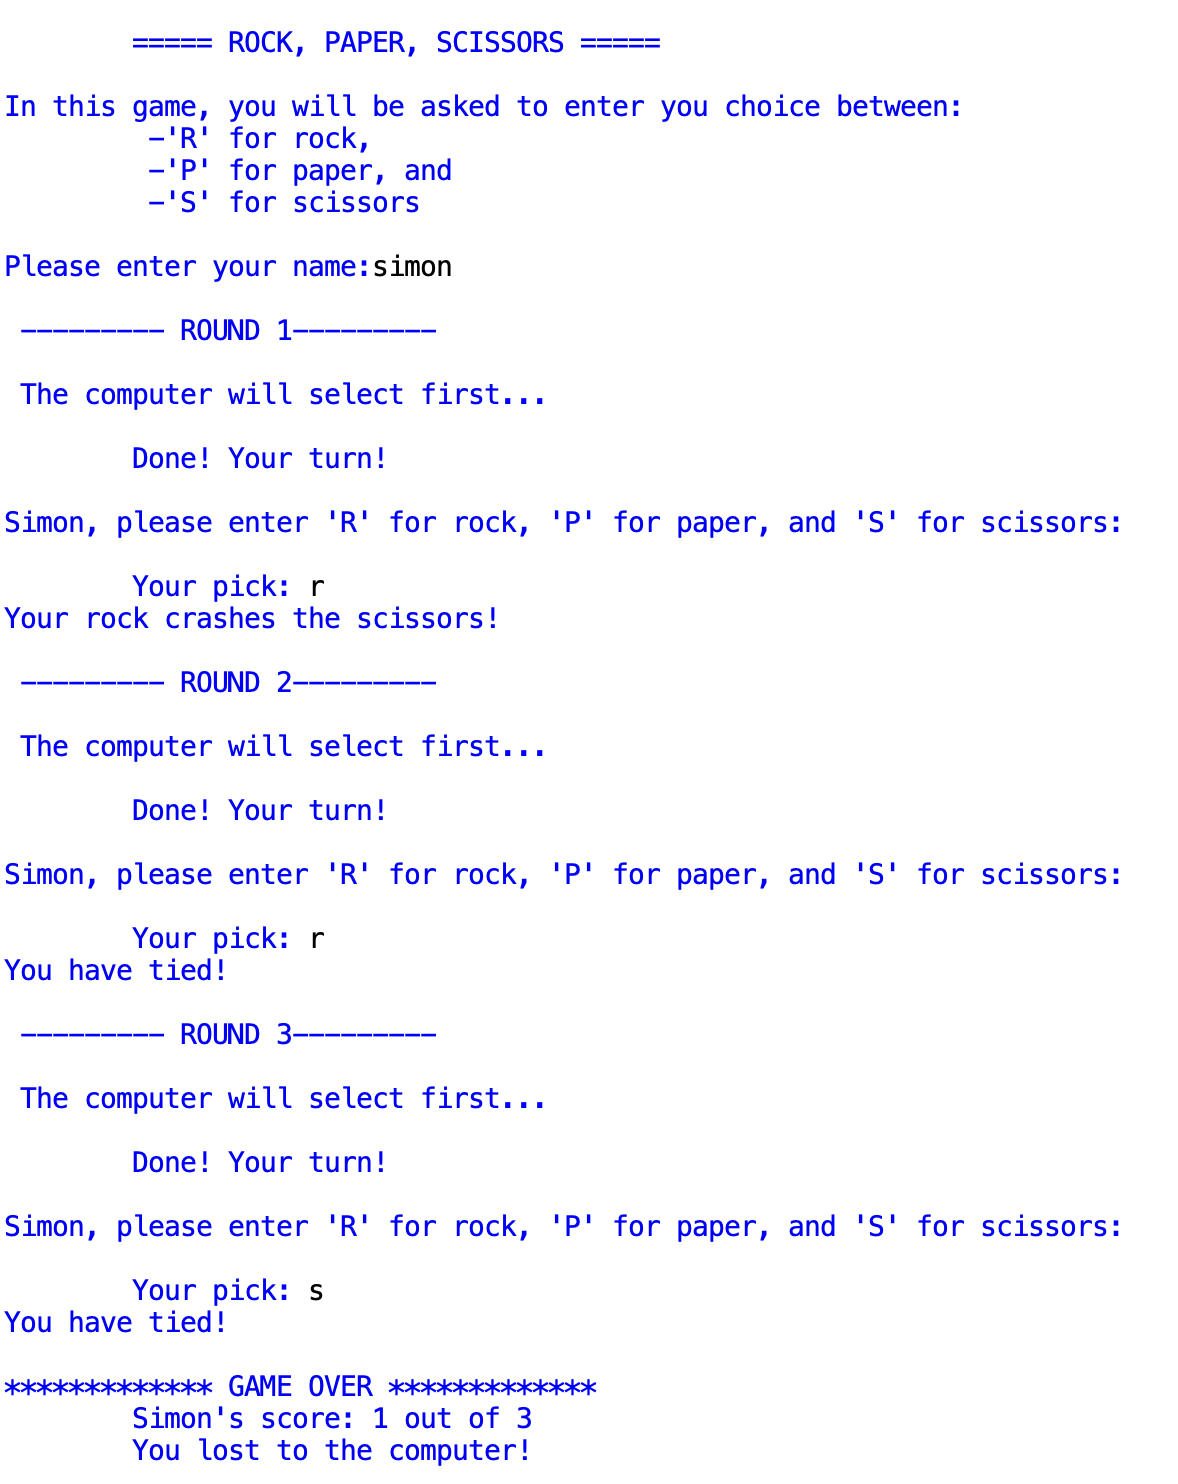 ===== ROCK, PAPER, SCISSORS =====
In this game, you will be asked to enter you choice between:
-'R' for rock,
-'P' for paper, and
-'S' for scissors
Please enter your name:simon
--------- ROUND 1---------
The computer will select first...
Done! Your turn!
Simon, please enter 'R' for rock, 'P' for paper, and 'S' for scissors:
Your pick: r
Your rock crashes the scissors!
--------- ROUND 2---------
The computer will select first...
Done! Your turn!
Simon, please enter 'R' for rock, 'P' for paper, and 'S' for scissors:
Your pick: r
You have tied!
--------- ROUND 3---------
The computer will select first...
Done! Your turn!
Simon, please enter 'R' for rock, 'P' for paper, and 'S' for scissors:
Your pick: s
You have tied!
************* GAME OVER *************
Simon's score: 1 out of 3
You lost to the computer!